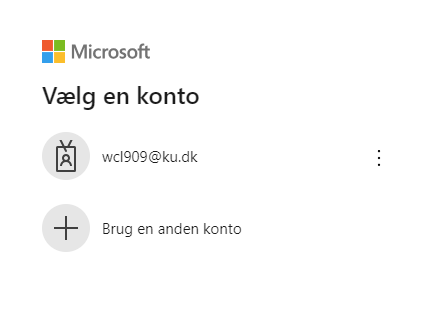 Microsoft
Vælg en konto
wcl909@ku.dk
Brug en anden konto